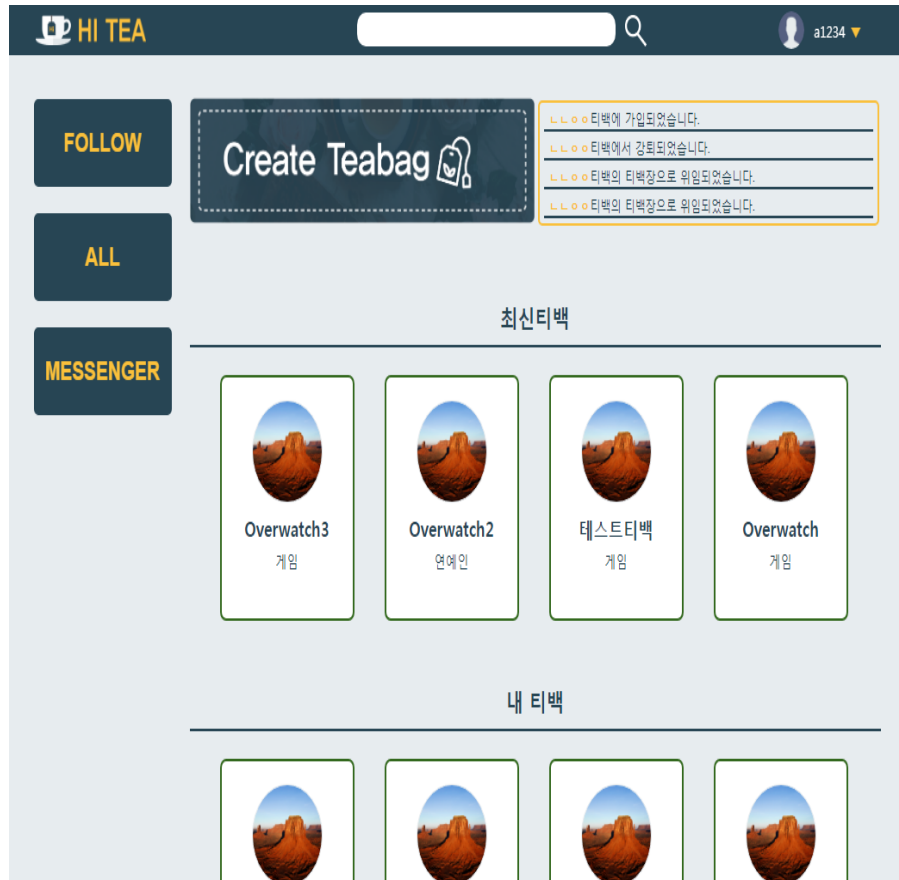 HI TEA
a1234 ▼
FOLLOW
ALL
MESSENGER
Create Teabag
ㄴㄴㅇㅇ티백에 가입되었습니다.
ㄴㄴㅇㅇ티백에서 강퇴되었습니다.
ㄴㄴㅇㅇ티백의 티백장으로 위임되었습니다.
ㄴㄴㅇㅇ티백의 티백장으로 위임되었습니다.
최신티백
Overwatch3
게임
Overwatch2
연예인
테스트티백
게임
Overwatch
게임
내 티백